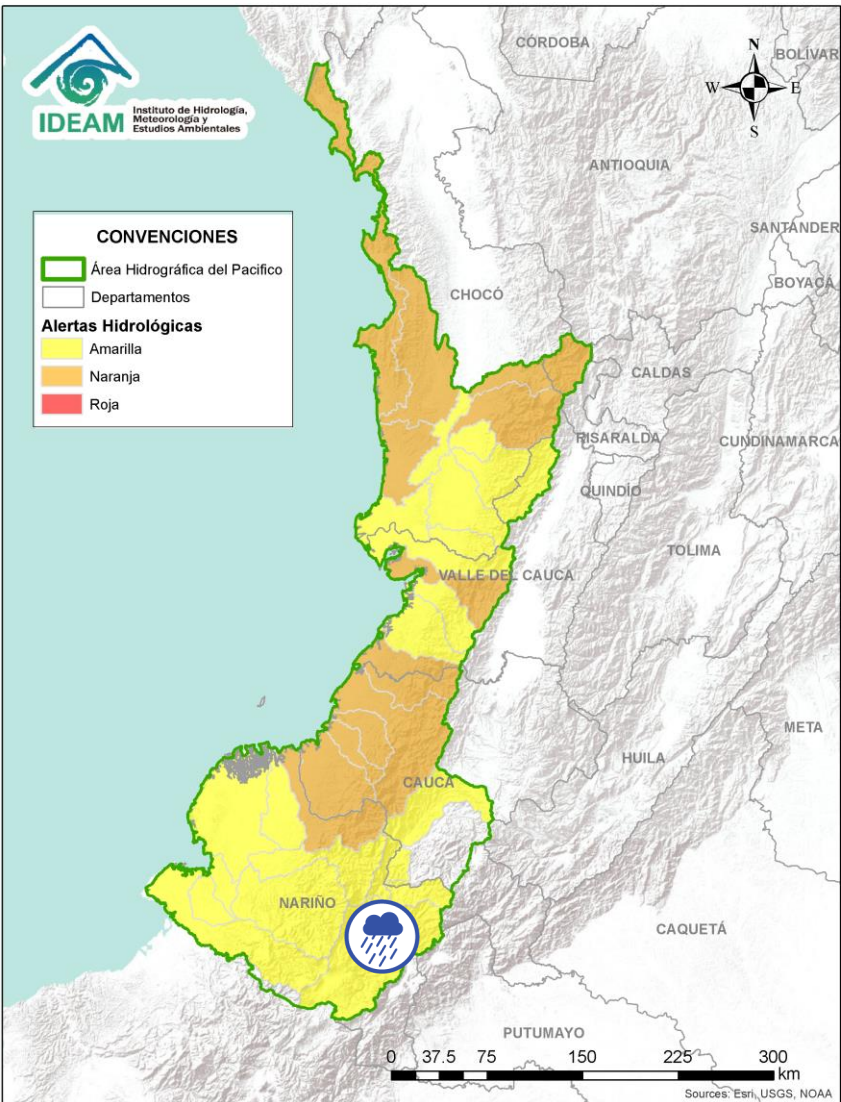 IDEAM
Instituto de Hidrología,
Meteorología y
Estudios Ambientales
CÓRDOBA
N
BOLIVAR
W
E
S
ANTIOQUIA
CONVENCIONES
Área Hidrográfica del Pacifico
Departamentos
Alertas Hidrológicas
Amarilla
Naranja
Roja
SANTANDER
BOYACÁ
CHOCÓ
CALDAS
RISARALDA
CUNDINAMARCA
QUINDÍO
TOLIMA
VALLE DEL CAUCA
META
HUILA
CAUCA
NARIÑO
CAQUETÁ
PUTUMAYO
0 37.5 75 150 225 300
km
Sources: Esri, USGS, NOAA